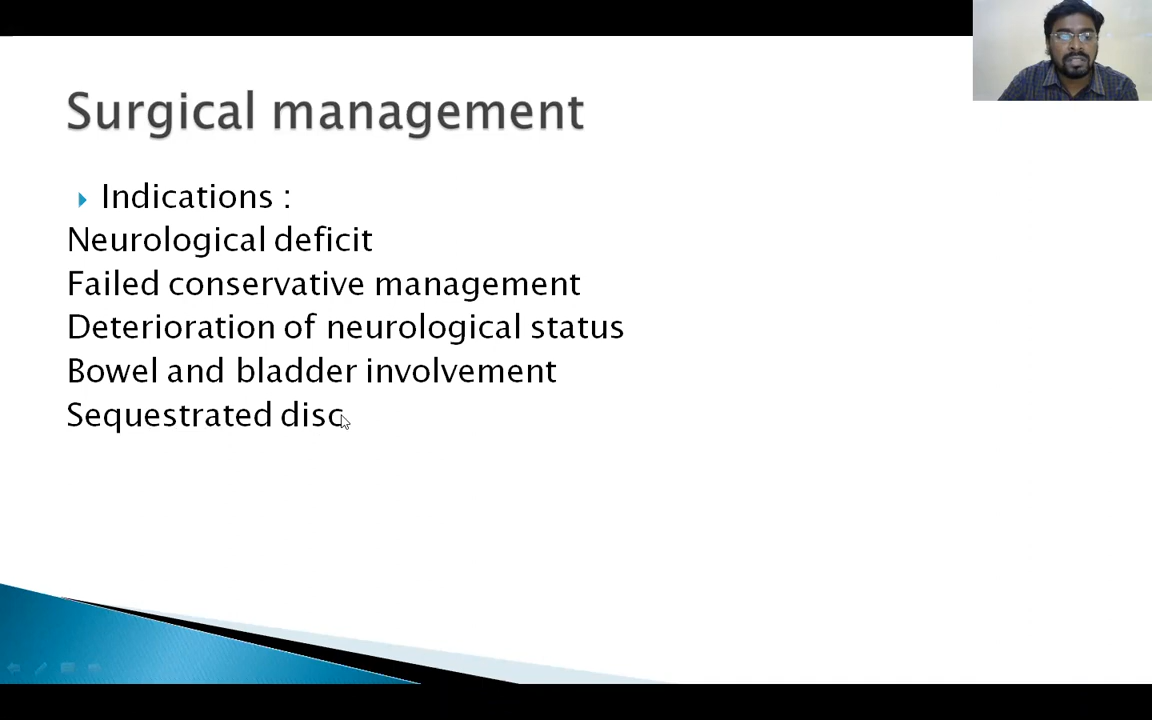 Surgical management
Indications :
Neurological deficit
Failed conservative management
Deterioration of neurological status
Bowel and bladder involvement
Sequestrated disc